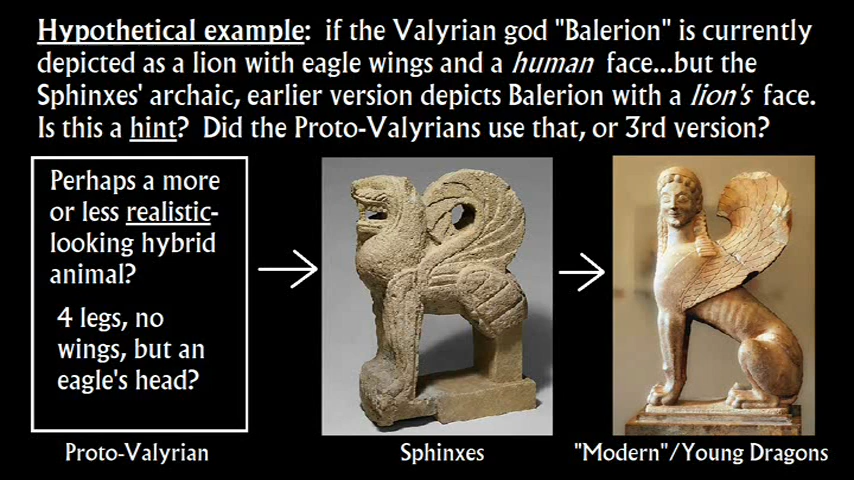 Hypothetical example: if the Valyrian god "Balerion" is currently
depicted as a lion with eagle wings and a human face...but the
Sphinxes' archaic, earlier version depicts Balerion with a lion's face.
Is this a hint? Did the Proto-Valyrians use that, or 3rd version?
Perhaps a more
or less realistic-
looking hybrid
animal?
4 legs, no
wings, but an
eagle's head?
Proto-Valyrian
Sphinxes
"Modern"/Young Dragons